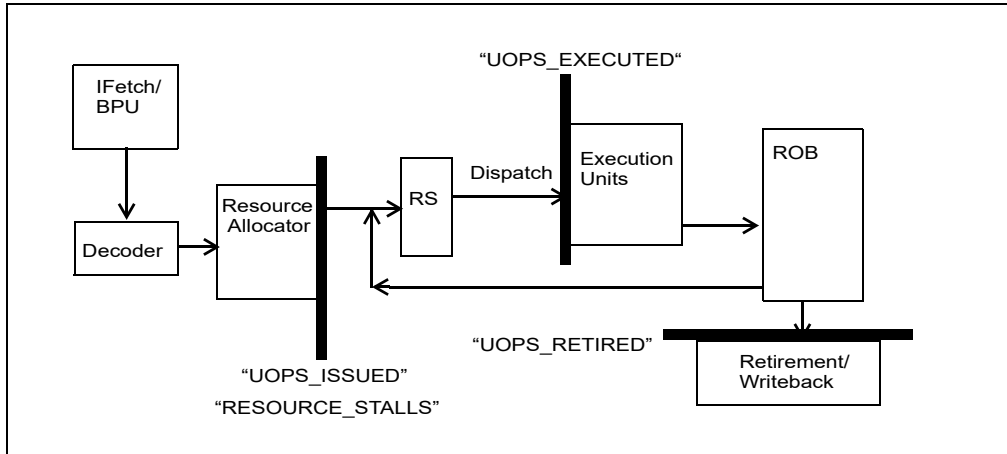 “UOPS_EXECUTED“
IFetch/
BPU
Execution
Units
ROB
Dispatch
RS
Resource
Allocator
Decoder
“UOPS_RETIRED”
Retirement/
Writeback
“UOPS_ISSUED”
“RESOURCE_STALLS”